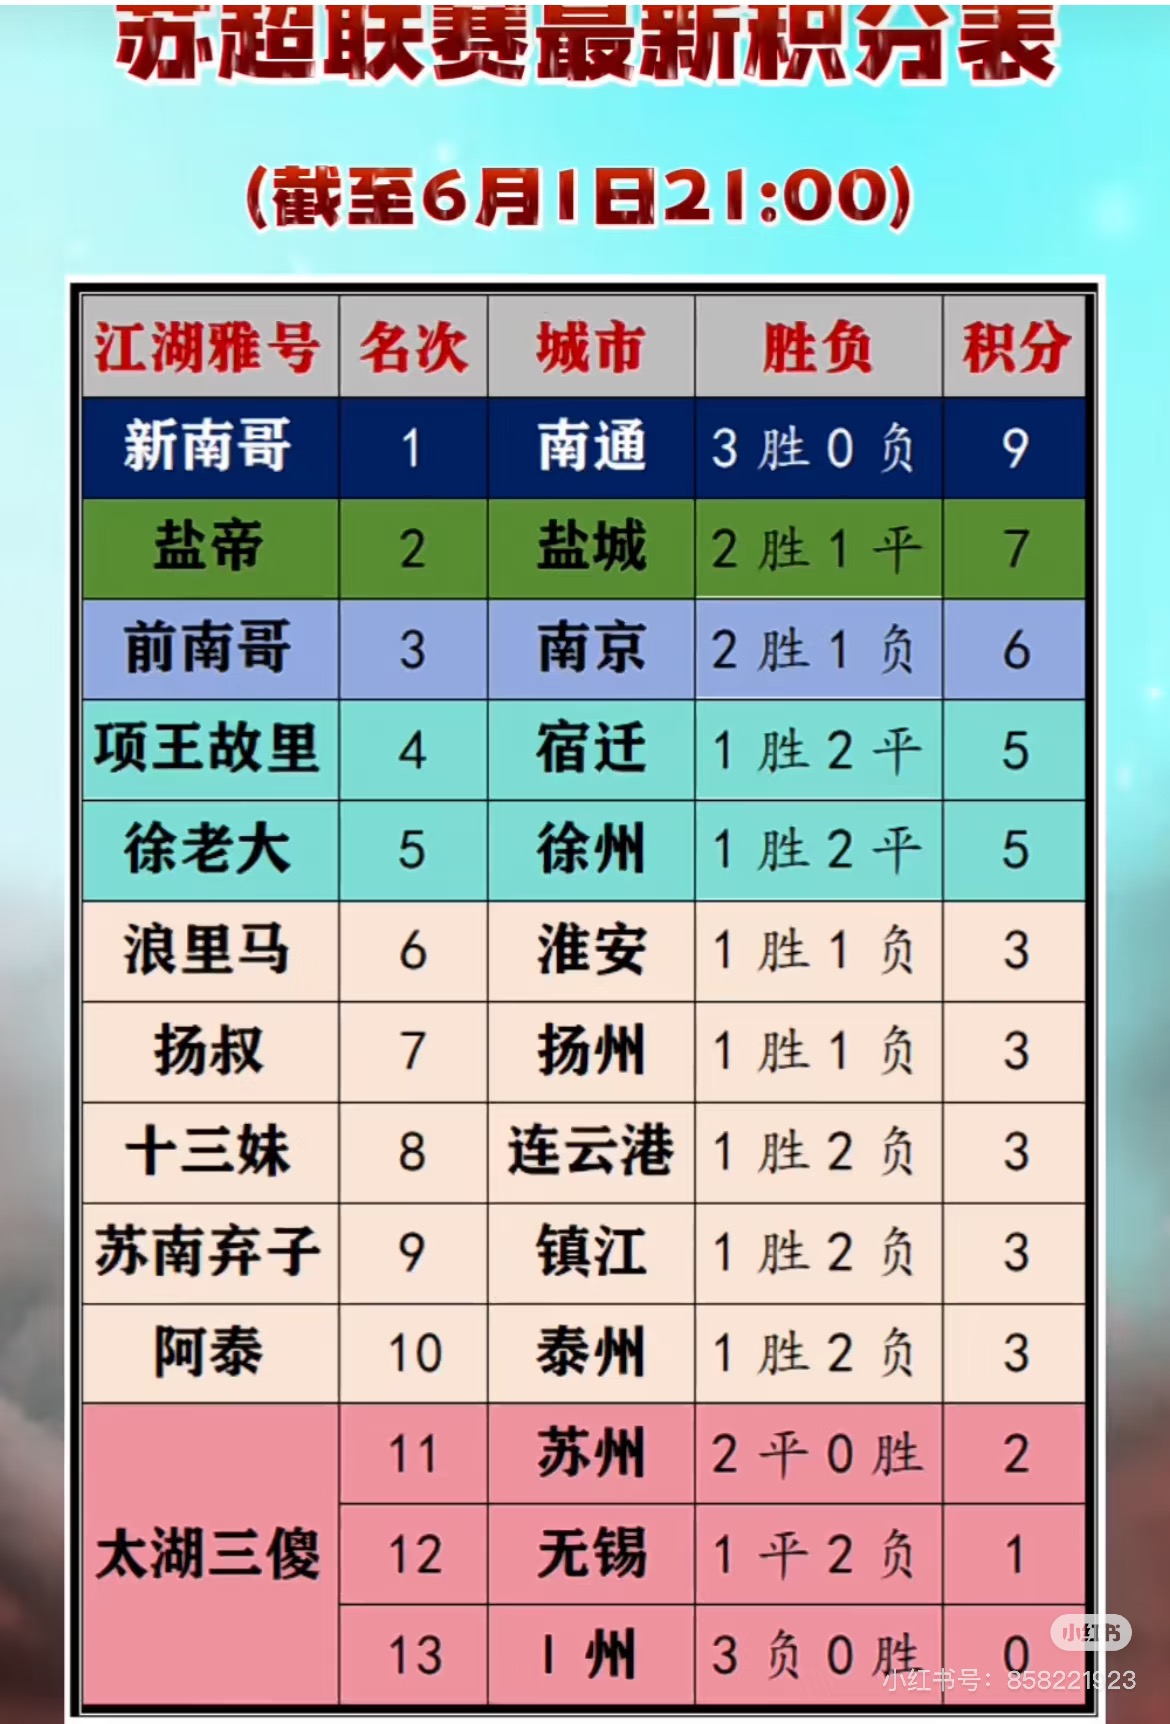 苏超联赛最新积分表
(截至6月1日21:00)
江湖雅号 名次 城市 胜负 积分
新南哥 1 南通 3胜0负 9
盐帝 2 盐城 2胜1平 7
前南哥 3 南京 2胜1负 6
项王故里 4 宿迁 1胜2平 5
徐老大 5 徐州 1胜2平 5
浪里马 6 淮安 1胜1负 3
扬叔 7 扬州 1胜1负 3
十三妹 8 连云港 1胜2负 3
苏南弃子 9 镇江 1胜2负 3
阿泰 10 泰州 1胜2负 3
太湖三傻 11 苏州 2平0胜 2
12 无锡 1平2负 1
13 丨州 3负0胜 0
小红书
小红书号：858221923